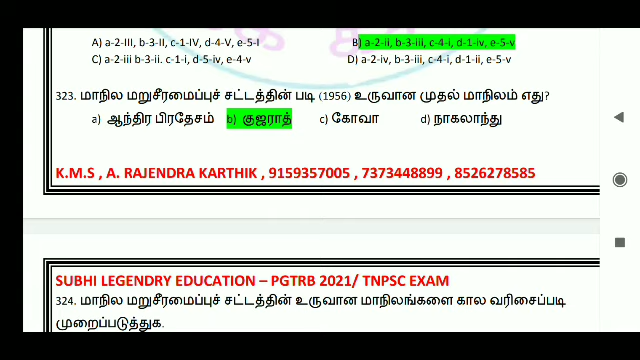 A) a-2-III, b-3-II, c-1-IV, d-4-V, e-5-I B) a-2-ii, b-3-iii, c-4-i, d-1-iv, e-5-v
C) a-2-iii b-3-ii. c-1-i, d-5-iv, e-4-v D) a-2-iv, b-3-iii, c-4-i, d-1-ii, e-5-v
323. மாநில மறுசீரமைப்புச் சட்டத்தின் படி (1956) உருவான முதல் மாநிலம் எது?
a) ஆந்திர பிரதேசம் b) குஜராத் c) கோவா d) நாகலாந்து
K.M.S , A. RAJENDRA KARTHIK , 9159357005 , 7373448899 , 8526278585
SUBHI LEGENDRY EDUCATION – PGTRB 2021/ TNPSC EXAM
324. மாநில மறுசீரமைப்புச் சட்டத்தின் உருவான மாநிலங்களை கால வரிசைப்படி
முறைப்படுத்துக.